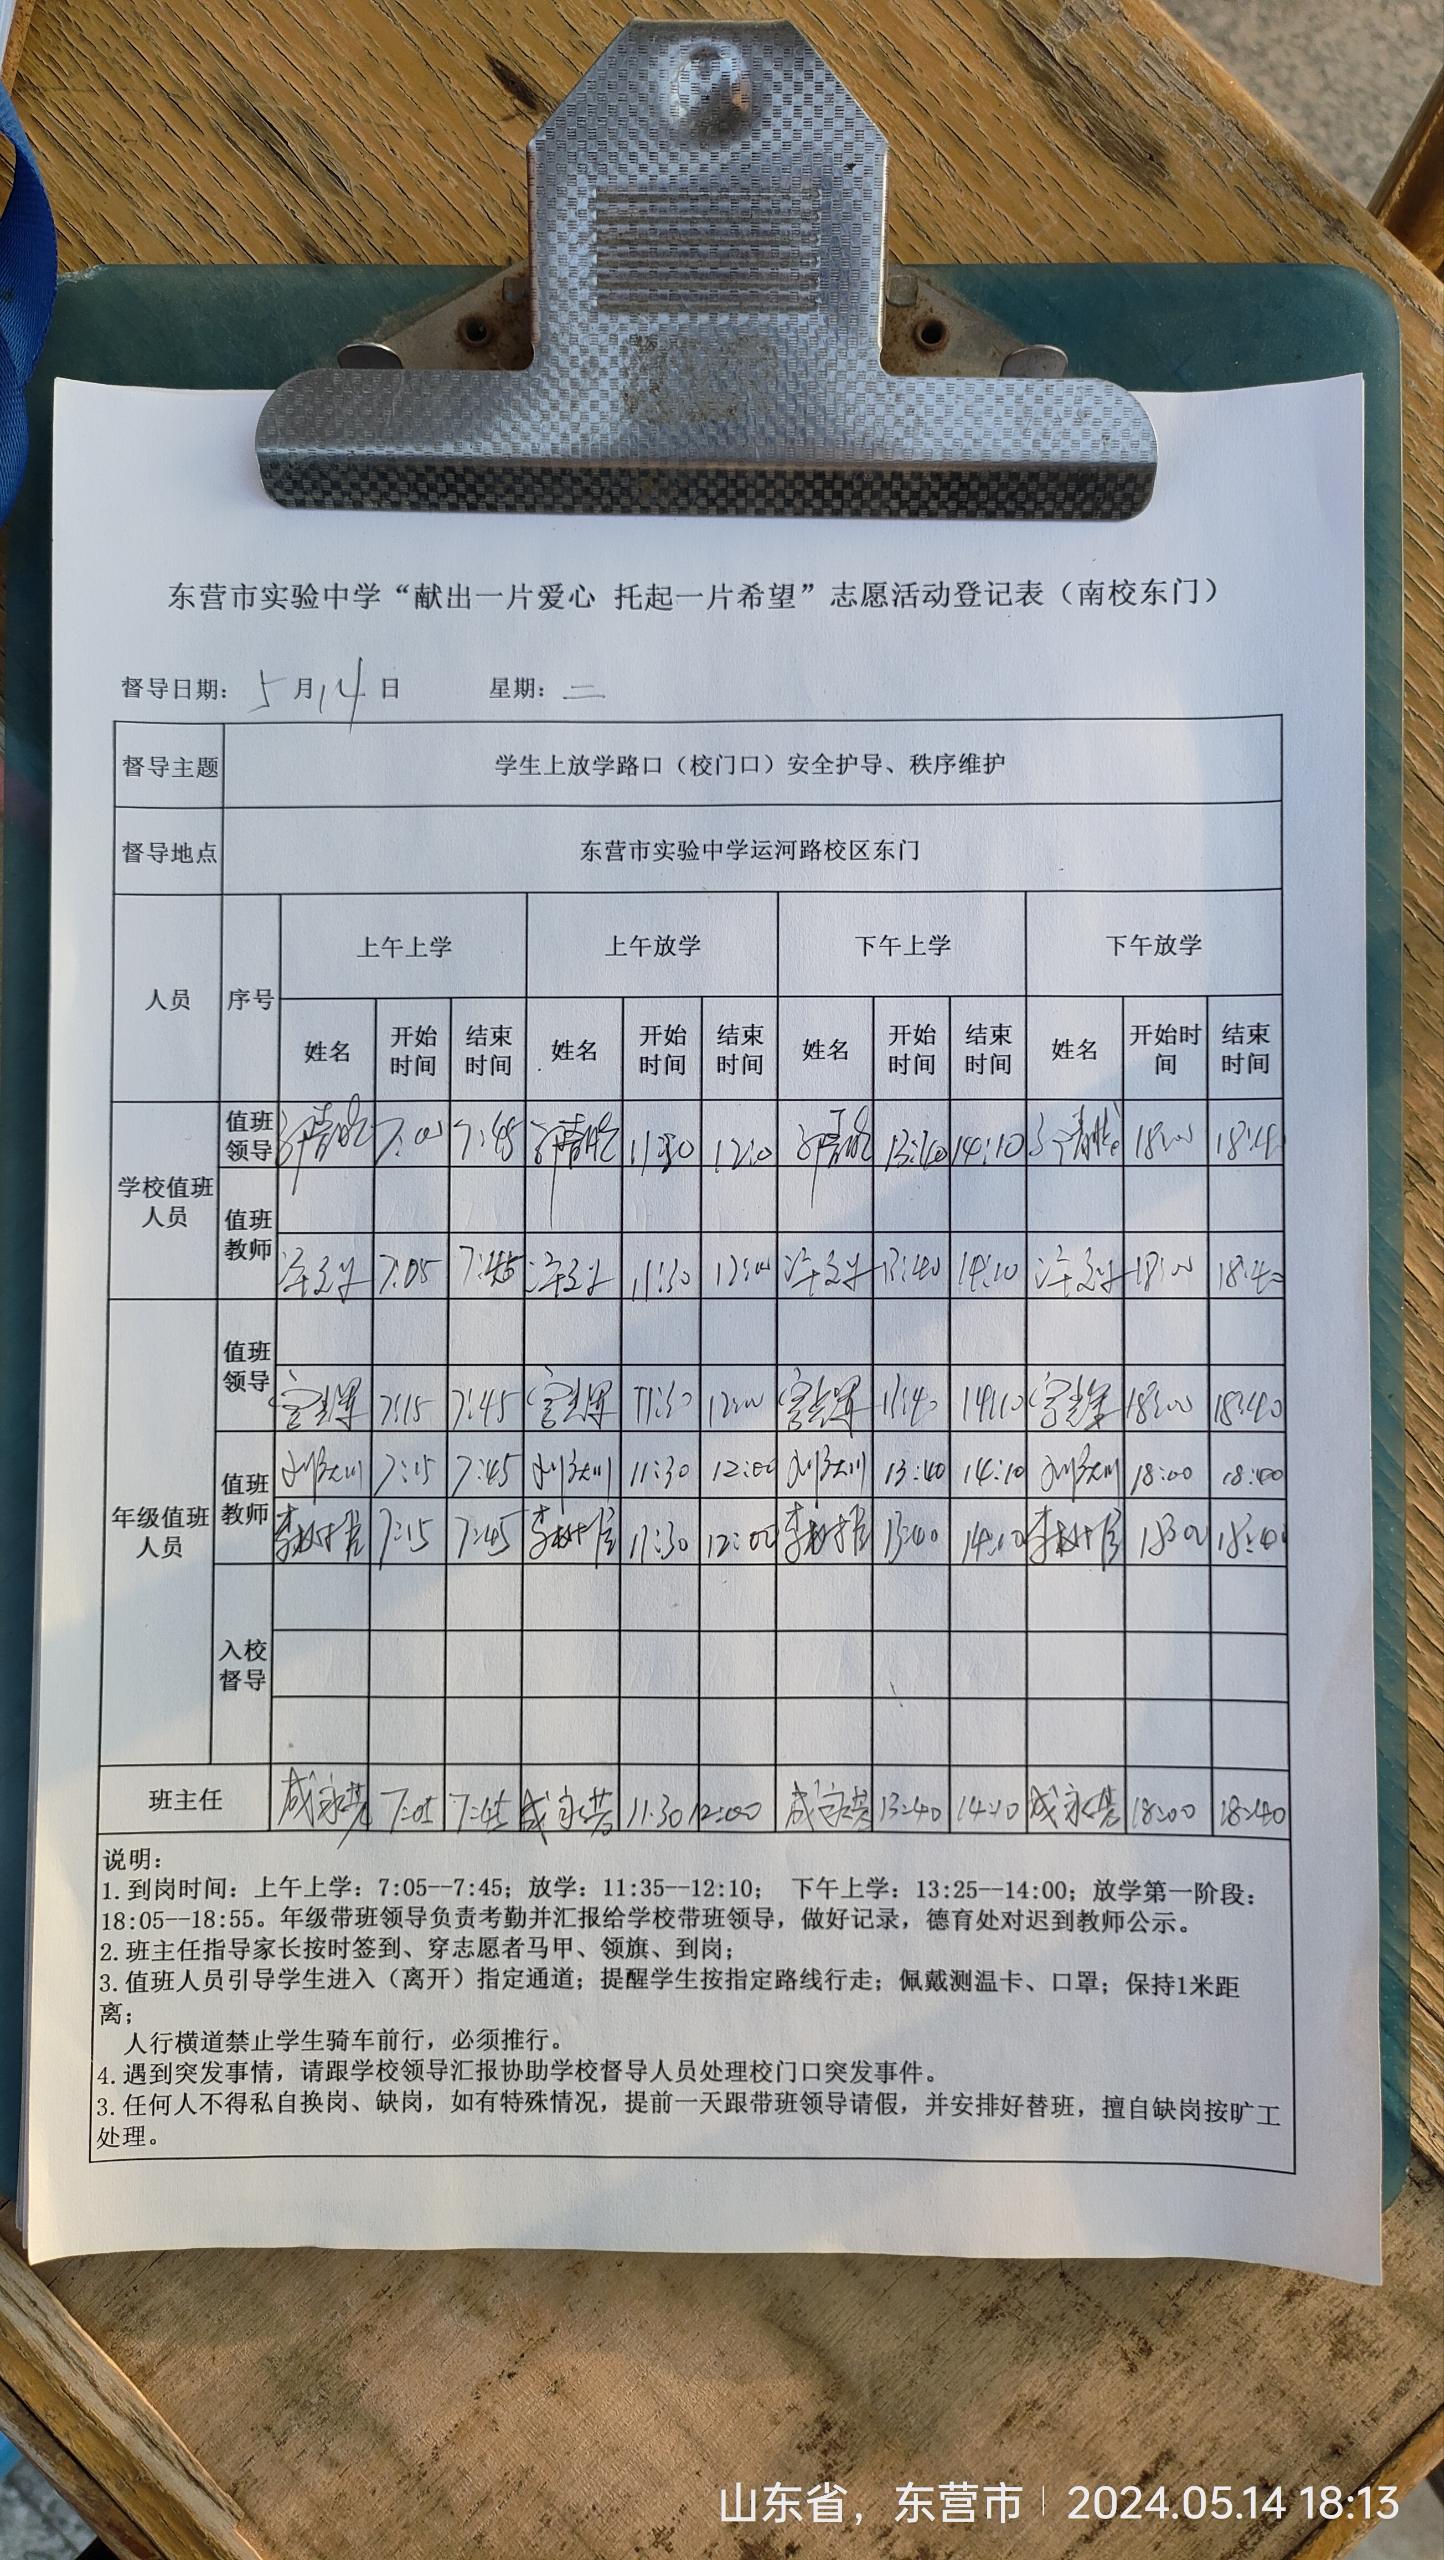 东营市实验中学“献出一片爱心 托起一片希望”志愿活动登记表（南校东门）
督导日期：5月14日 星期：二
督导主题 学生上放学路口（校门口）安全护导、秩序维护
督导地点 东营市实验中学运河路校区东门
人员 序号 上午上学 上午放学 下午上学 下午放学
姓名 开始时间 结束时间 姓名 开始时间 结束时间 姓名 开始时间 结束时间 姓名 开始时间 结束时间
学校值班人员 值班领导 7:45 11:30 13:40 14:10
值班教师 7:05 7:45 11:30 12:00 13:40 14:10 18:00 18:40
年级值班人员 值班领导 7:15 7:45 11:30 12:00 14:10 18:00 18:40
值班教师 7:15 7:45 11:30 12:00 13:40 14:10 18:00
7:15 7:45 11:30 12:00 13:40 14:10 18:00 18:40
入校督导
班主任 7:05 7:45 11:30 12:00 13:40 14:10 18:00 18:40
说明：
1.到岗时间：上午上学：7:05--7:45；放学：11:35--12:10； 下午上学：13:25--14:00；放学第一阶段：
18:05--18:55。年级带班领导负责考勤并汇报给学校带班领导，做好记录，德育处对迟到教师公示。
2.班主任指导家长按时签到、穿志愿者马甲、领旗、到岗；
3.值班人员引导学生进入（离开）指定通道；提醒学生按指定路线行走；佩戴测温卡、口罩；保持1米距
离；
人行横道禁止学生骑车前行，必须推行。
4.遇到突发事情，请跟学校领导汇报协助学校督导人员处理校门口突发事件。
3.任何人不得私自换岗、缺岗，如有特殊情况，提前一天跟带班领导请假，并安排好替班，擅自缺岗按旷工
处理。
山东省，东营市 2024.05.14 18:13